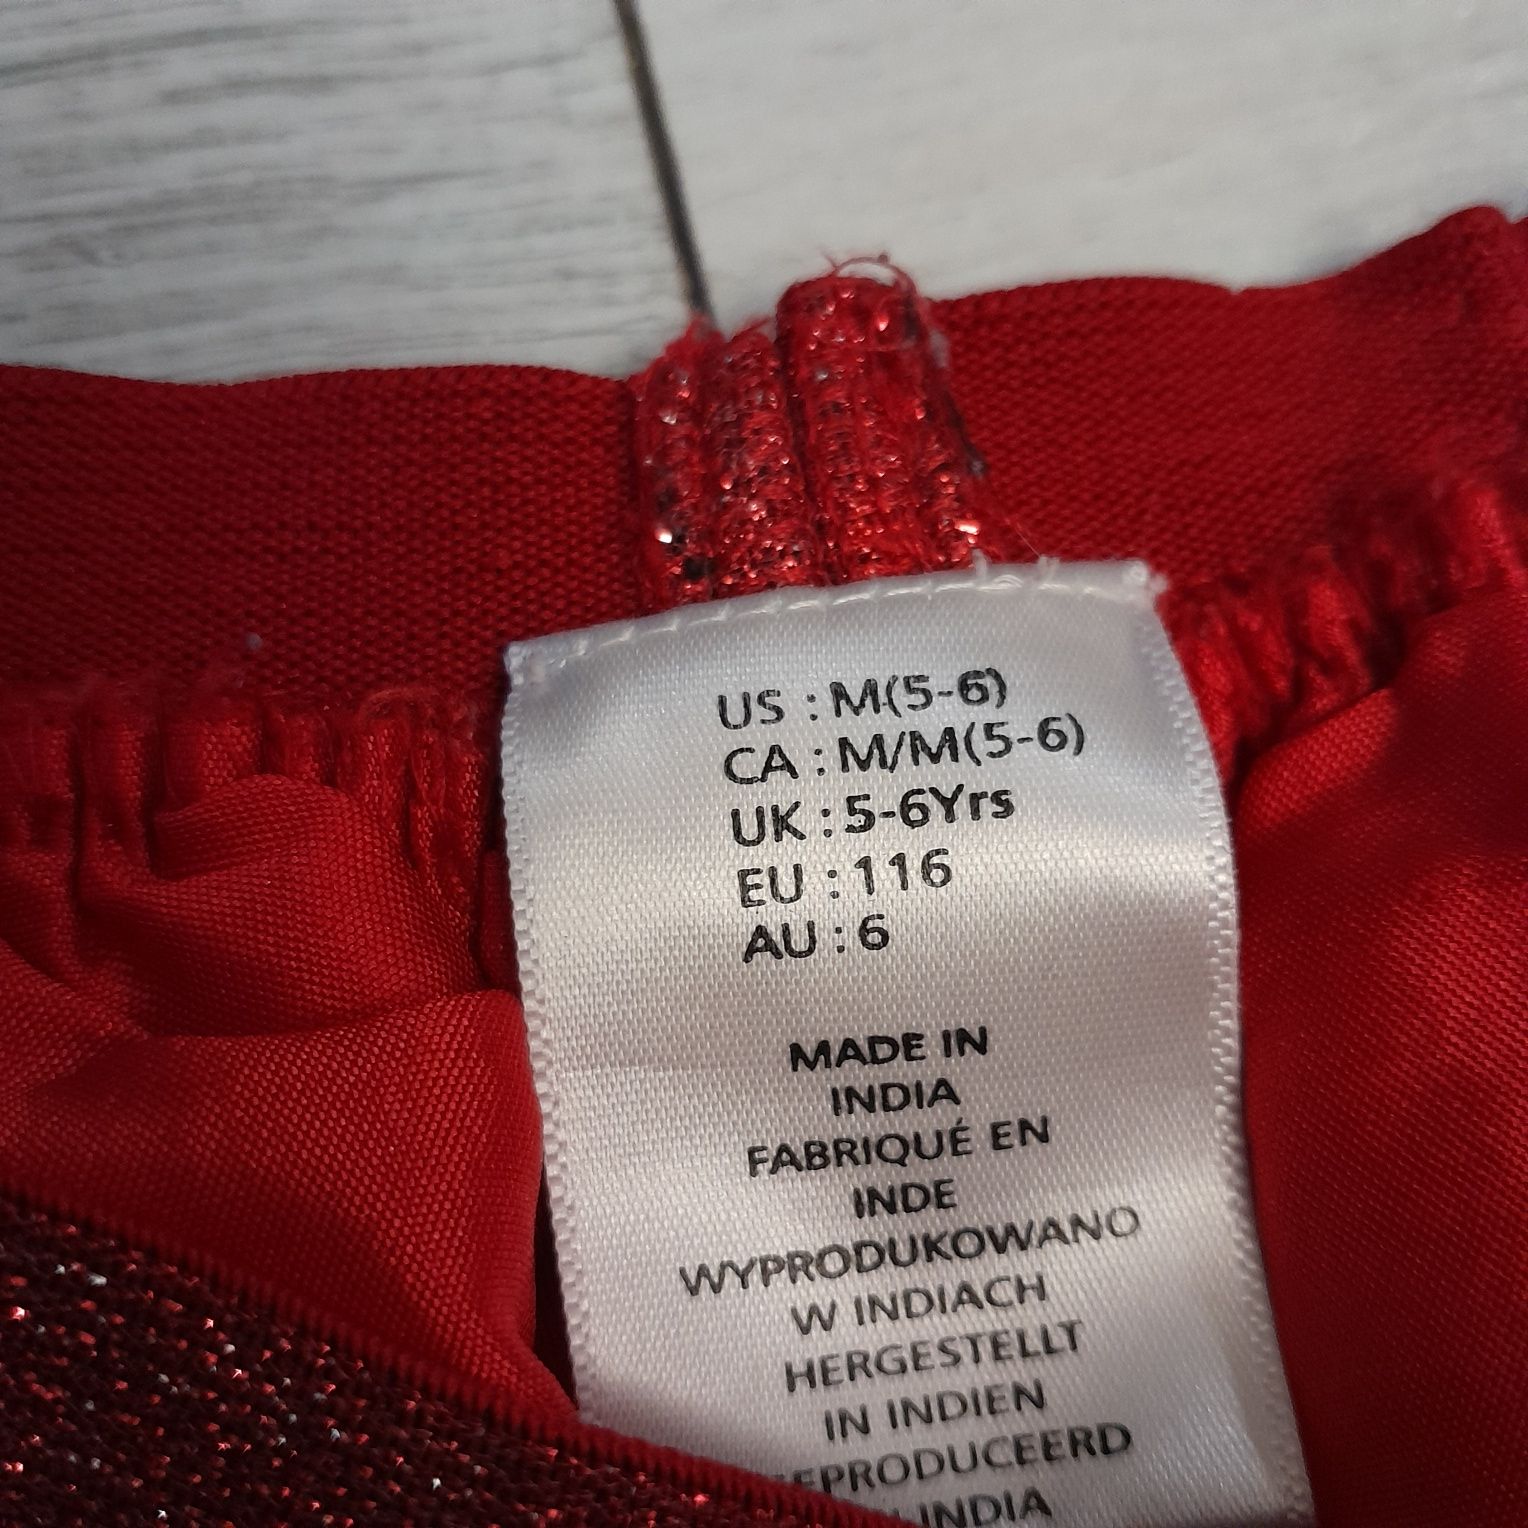 US : M(5-6)
CA : M/M(5-6)
UK : 5-6Yrs
EU : 116
AU : 6
MADE IN
INDIA
FABRIQUÉ EN
INDE
WYPRODUKOWANO
W INDIACH
HERGESTELLT
IN INDIEN
INDIA